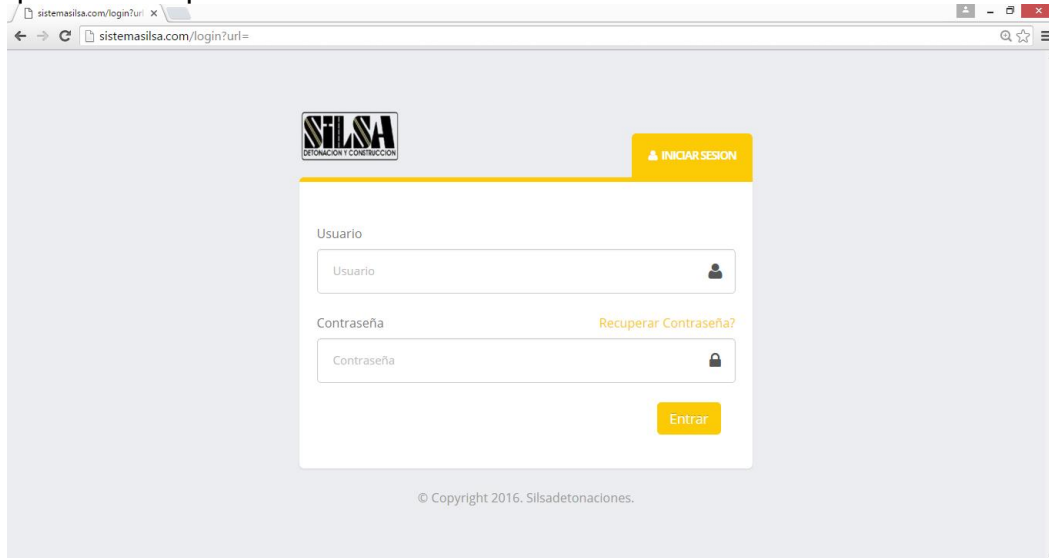 sistemasilsa.com/login?url
sistemasilsa.com/login?url=
SILSA
DETONACION Y CONSTRUCCION
INICIAR SESION
Usuario
Usuario
Contraseña
Recuperar Contraseña?
Contraseña
Entrar
© Copyright 2016. Silsadetonaciones.